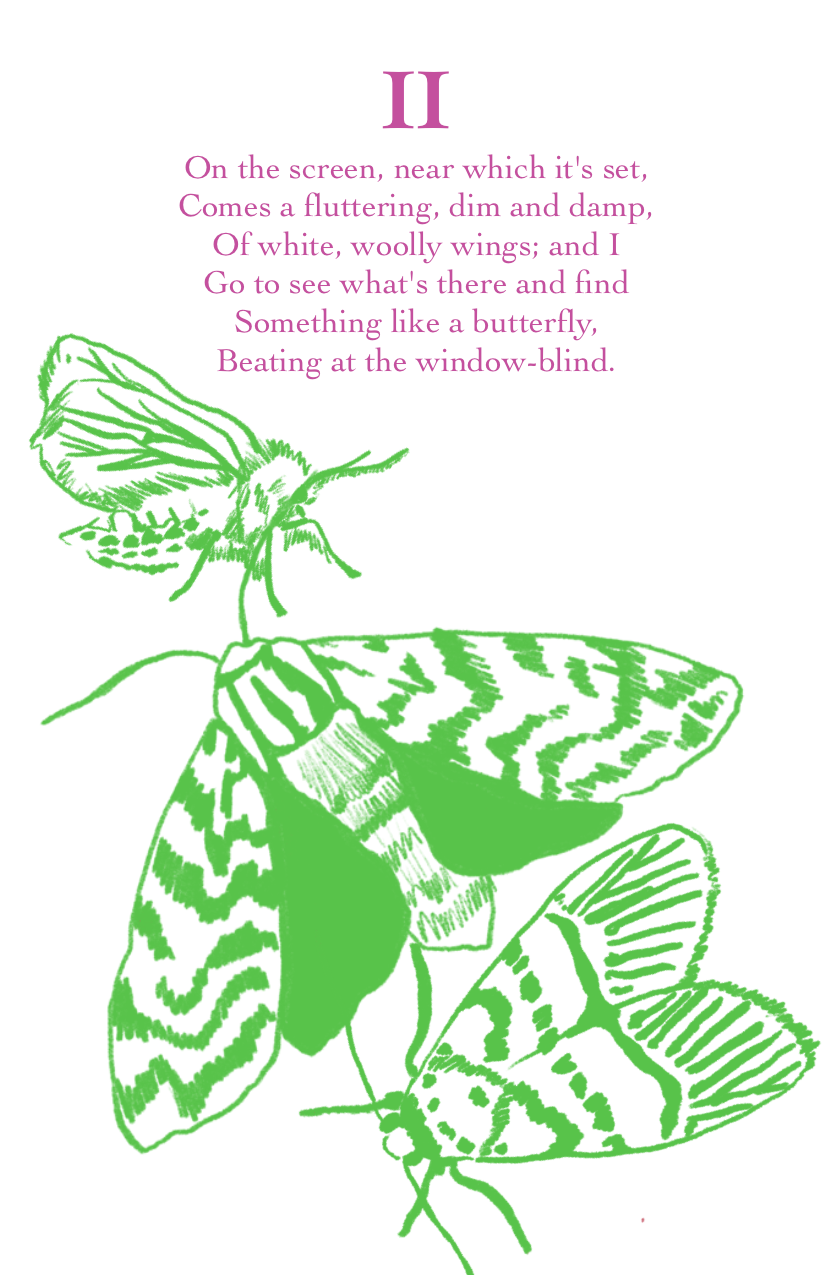 II
On the screen, near which it's set,
Comes a fluttering, dim and damp,
Of white, woolly wings; and I
Go to see what's there and find
Something like a butterfly,
Beating at the window-blind.